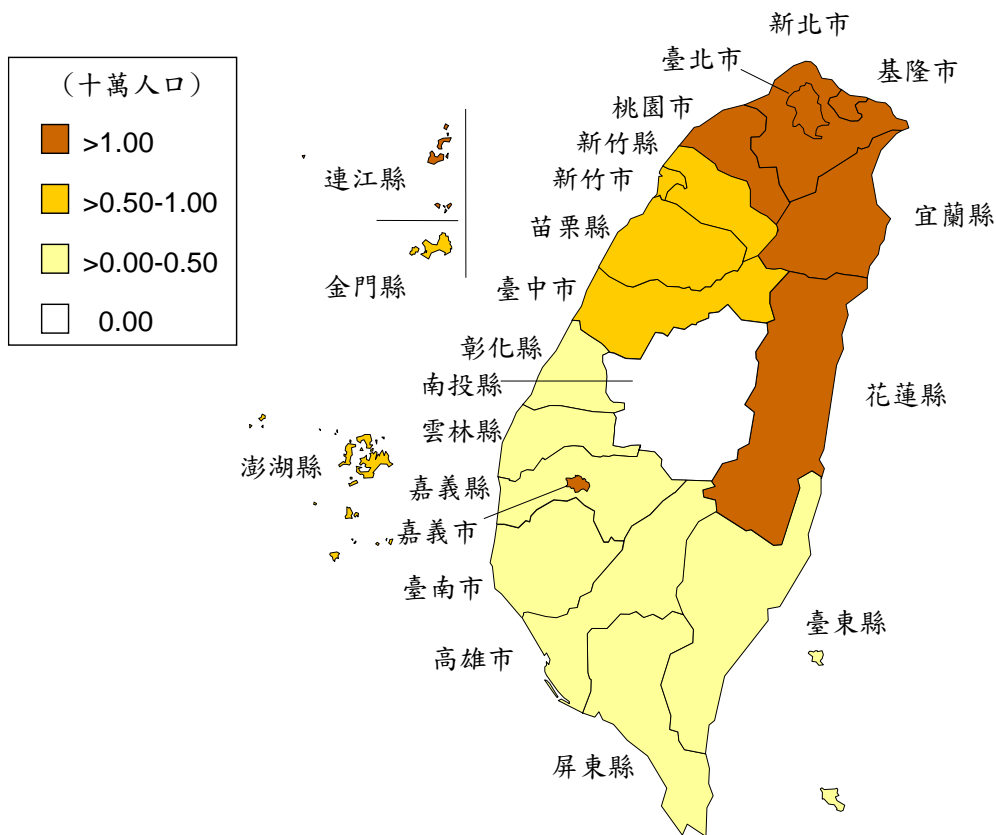 （十萬人口）
>1.00
>0.50-1.00
>0.00-0.50
0.00
新北市
臺北市
基隆市
桃園市
新竹縣
新竹市
苗栗縣
宜蘭縣
連江縣
金門縣
臺中市
彰化縣
南投縣
花蓮縣
雲林縣
澎湖縣
嘉義縣
嘉義市
臺南市
臺東縣
高雄市
屏東縣